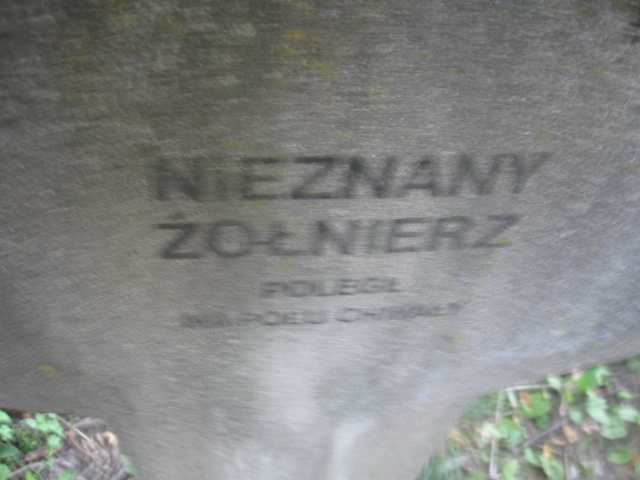 NIEZNANY
ŻOŁNIERZ
POLEGŁ
NA POLU CHWAŁY